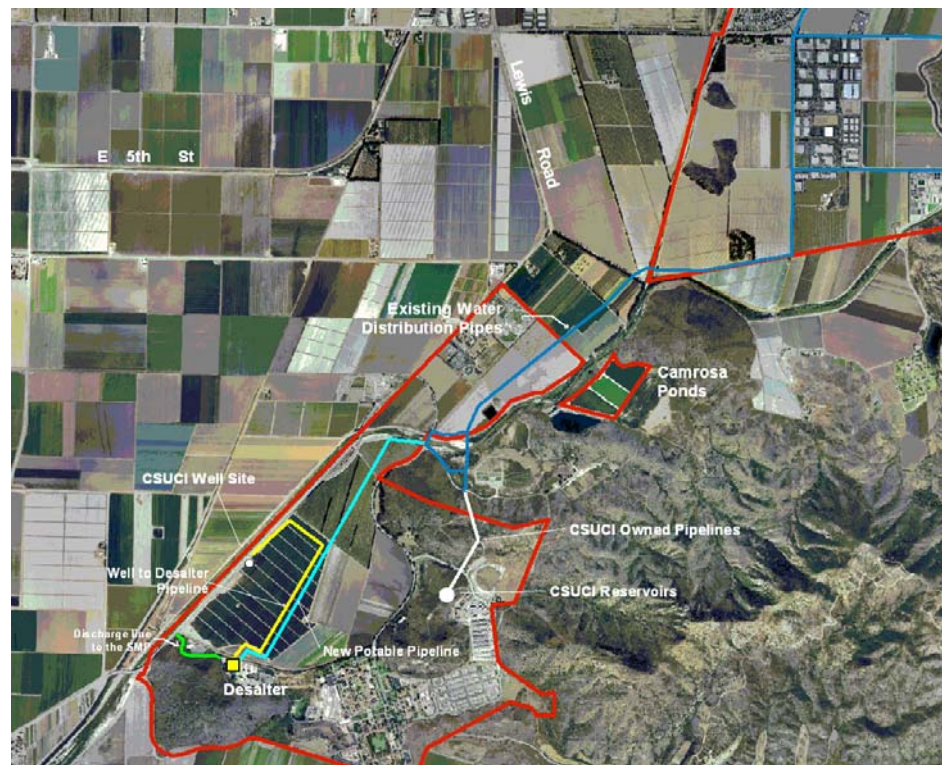 Lewis
Road
E 5th St
Existing Water
Distribution Pipes
Camrosa
Ponds
CSUCI Well Site
CSUCI Owned Pipelines
Well to Desalter
Pipeline
CSUCI Reservoirs
Discharge line
to the SMP
New Potable Pipeline
Desalter